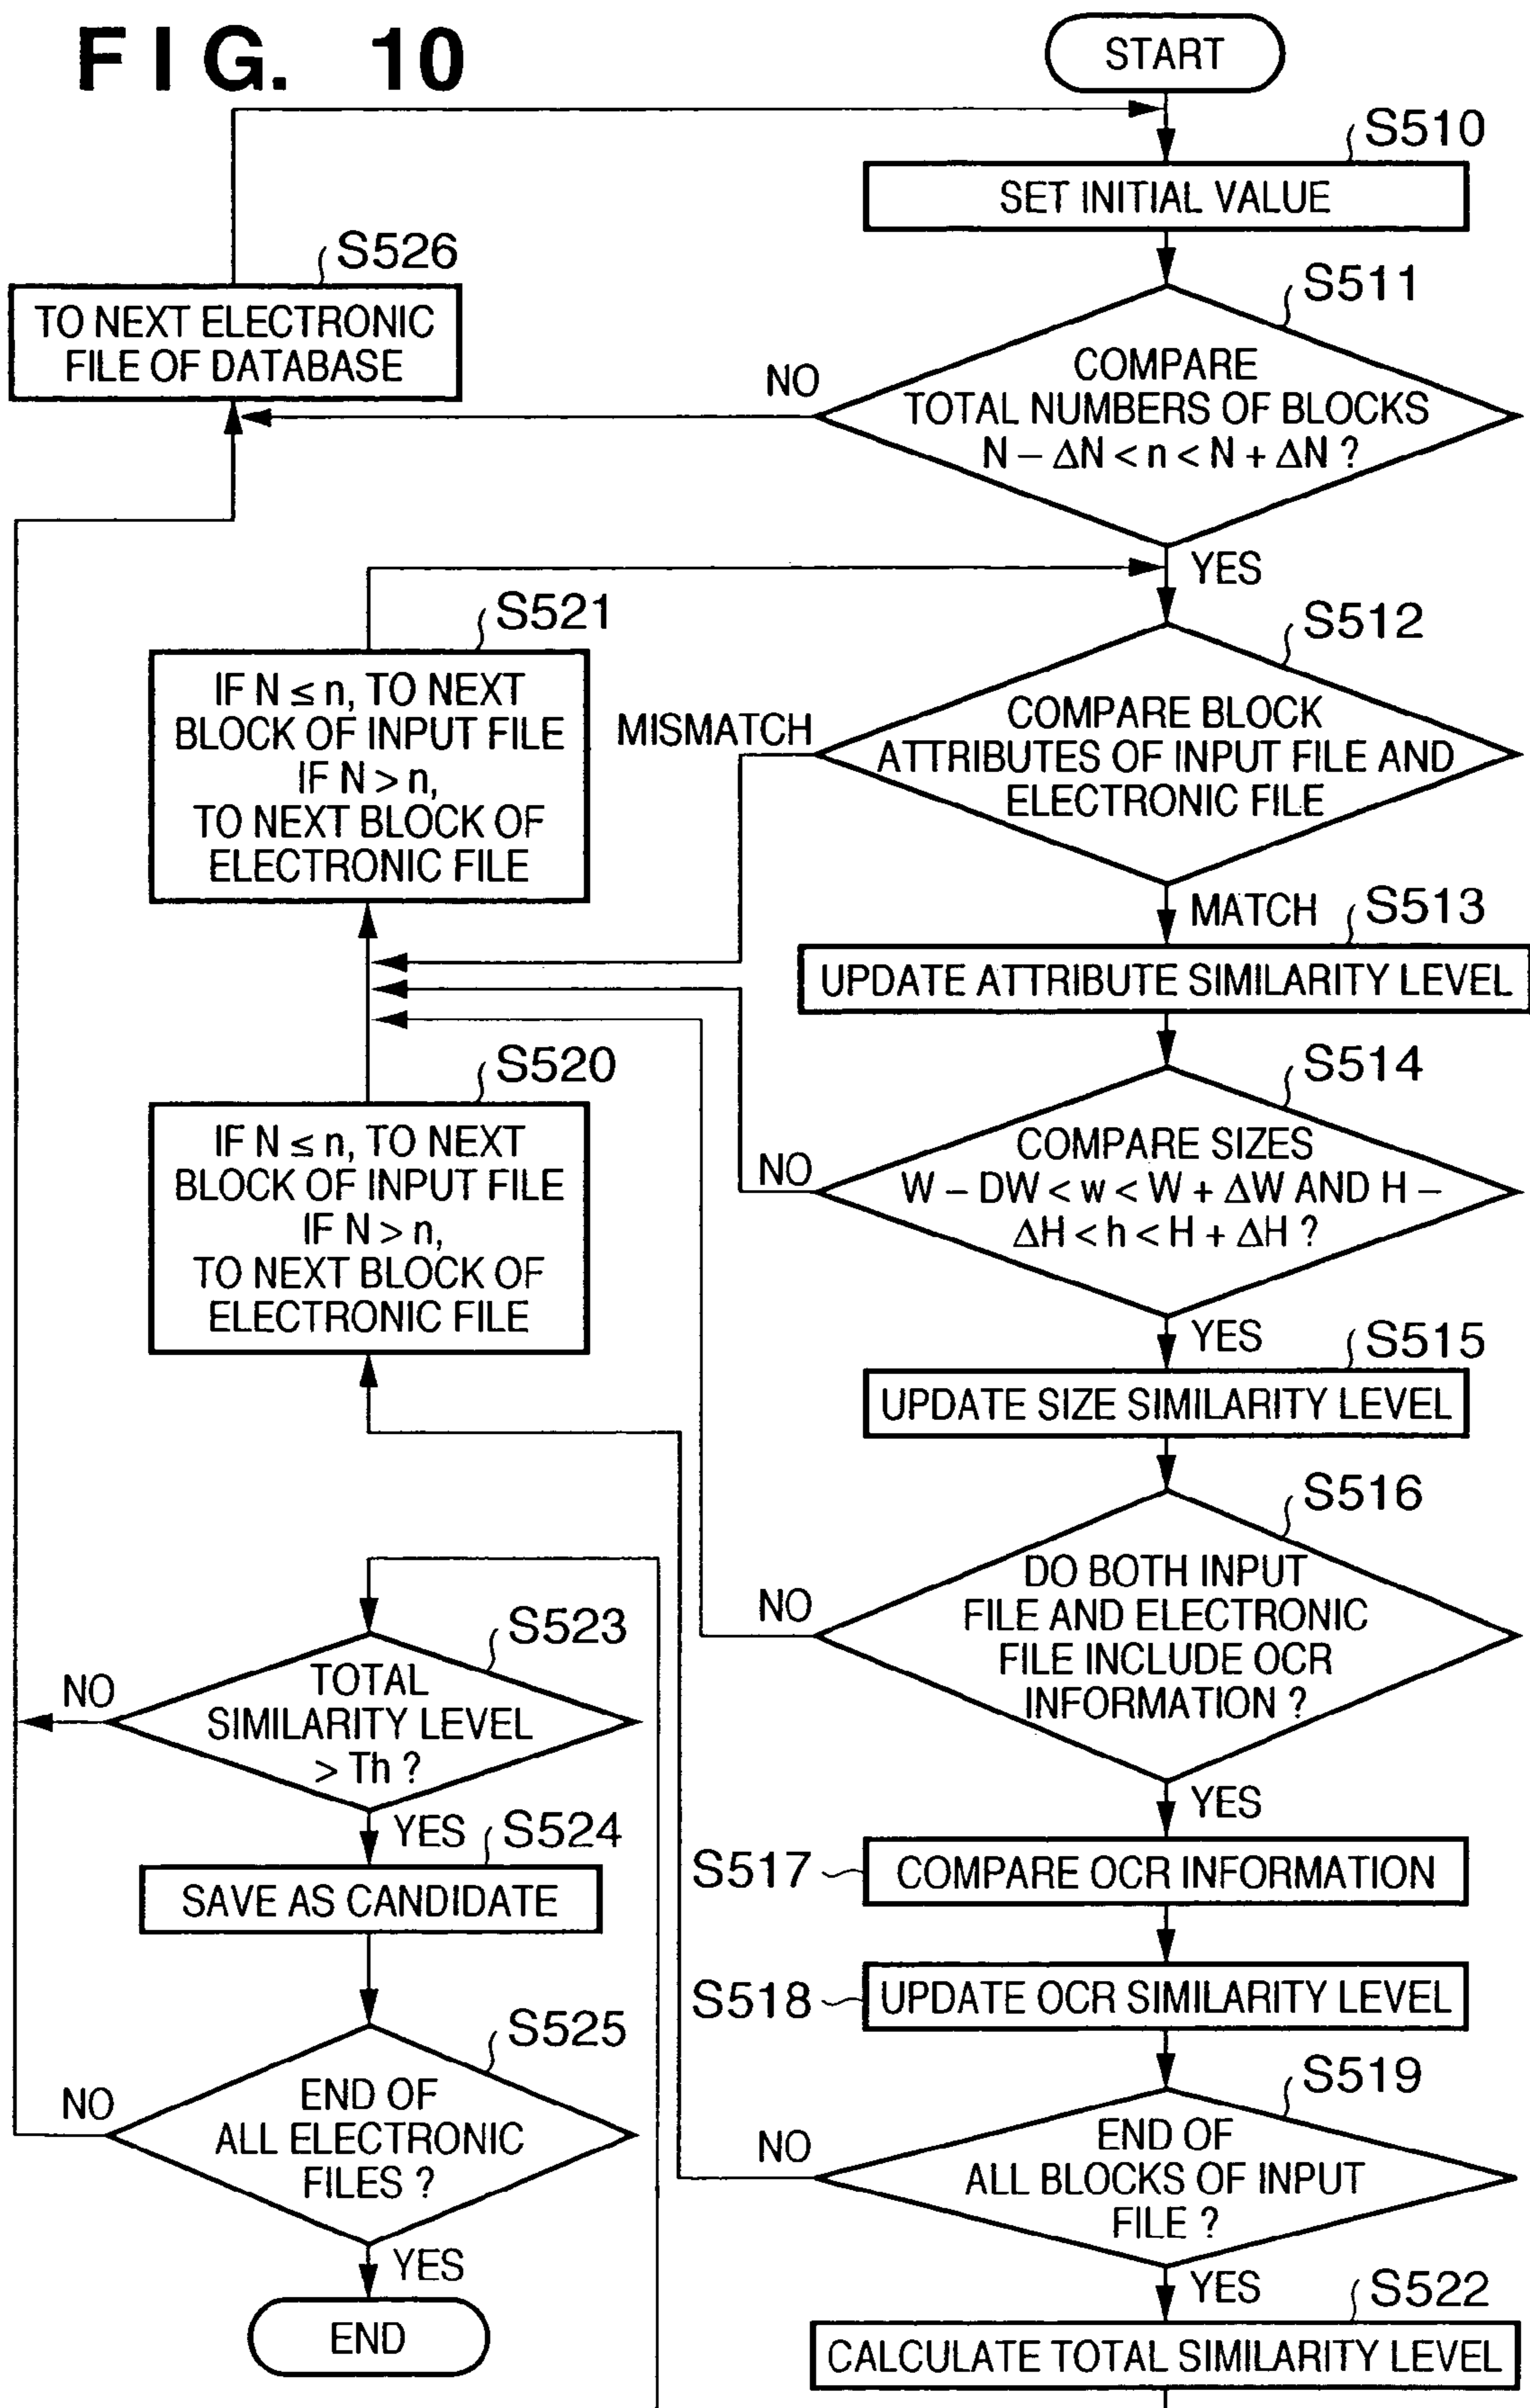 FIG. 10
START
S510
SET INITIAL VALUE
S526
TO NEXT ELECTRONIC
FILE OF DATABASE
S511
COMPARE
TOTAL NUMBERS OF BLOCKS
N – ΔN < n < N + ΔN ?
NO
YES
S521
IF N ≤ n, TO NEXT
BLOCK OF INPUT FILE
IF N > n,
TO NEXT BLOCK OF
ELECTRONIC FILE
S512
MISMATCH
COMPARE BLOCK
ATTRIBUTES OF INPUT FILE AND
ELECTRONIC FILE
MATCH
S513
UPDATE ATTRIBUTE SIMILARITY LEVEL
S520
IF N ≤ n, TO NEXT
BLOCK OF INPUT FILE
IF N > n,
TO NEXT BLOCK OF
ELECTRONIC FILE
S514
NO
COMPARE SIZES
W – DW < w < W + ΔW AND H –
ΔH < h < H + ΔH ?
YES
S515
UPDATE SIZE SIMILARITY LEVEL
S516
NO
DO BOTH INPUT
FILE AND ELECTRONIC
FILE INCLUDE OCR
INFORMATION ?
YES
S523
NO
TOTAL
SIMILARITY LEVEL
> Th ?
YES
S524
SAVE AS CANDIDATE
S517
COMPARE OCR INFORMATION
S518
UPDATE OCR SIMILARITY LEVEL
S525
NO
END OF
ALL ELECTRONIC
FILES ?
YES
END
S519
NO
END OF
ALL BLOCKS OF INPUT
FILE ?
YES
S522
CALCULATE TOTAL SIMILARITY LEVEL